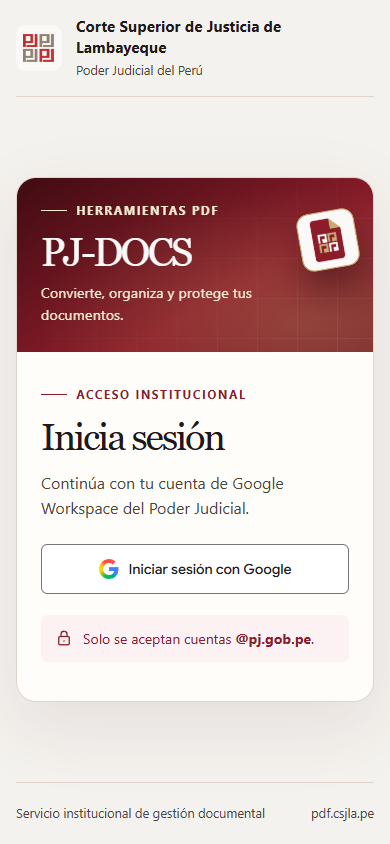 Corte Superior de Justicia de
Lambayeque
Poder Judicial del Perú
HERRAMIENTAS PDF
PJ-DOCS
Convierte, organiza y protege tus
documentos.
ACCESO INSTITUCIONAL
Inicia sesión
Continúa con tu cuenta de Google
Workspace del Poder Judicial.
Iniciar sesión con Google
Solo se aceptan cuentas @pj.gob.pe.
Servicio institucional de gestión documental
pdf.csjla.pe